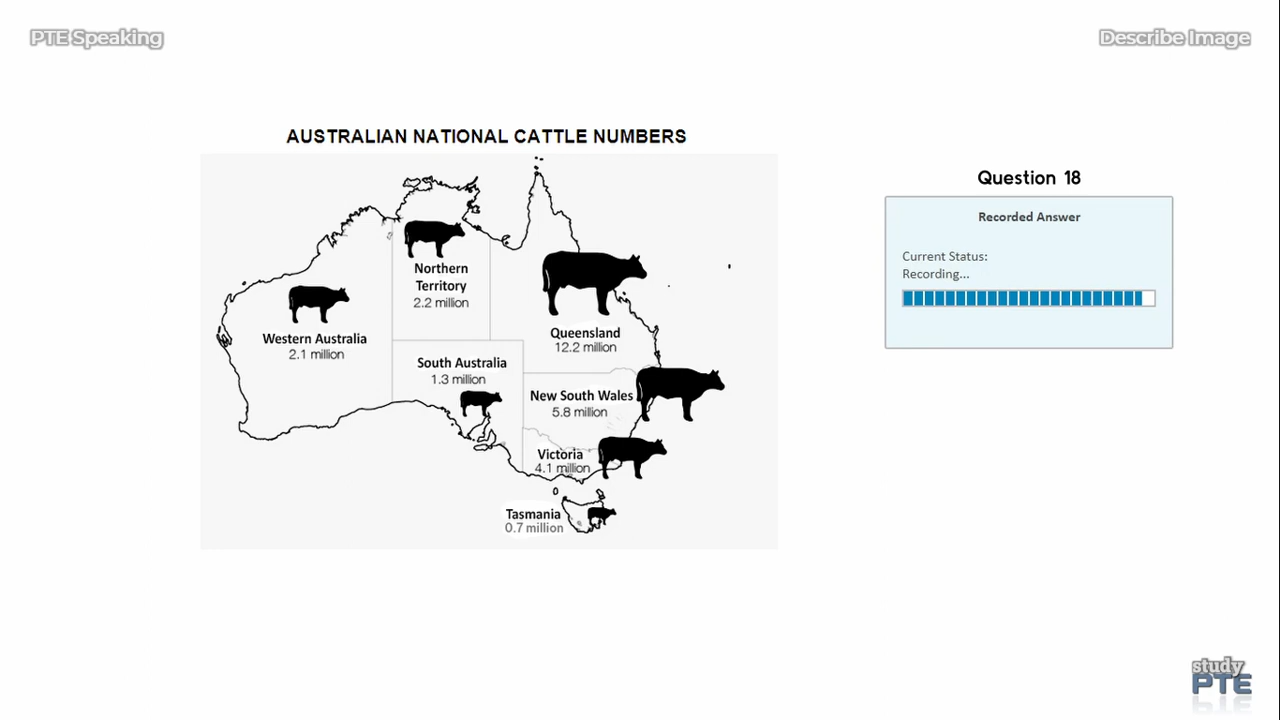 PTE Speaking
Describe Image
AUSTRALIAN NATIONAL CATTLE NUMBERS
Northern
Territory
2.2 million
Western Australia
2.1 million
Queensland
12.2 million
South Australia
1.3 million
New South Wales
5.8 million
Victoria
4.1 million
Tasmania
0.7 million
Question 18
Recorded Answer
Current Status:
Recording...
study
PTE